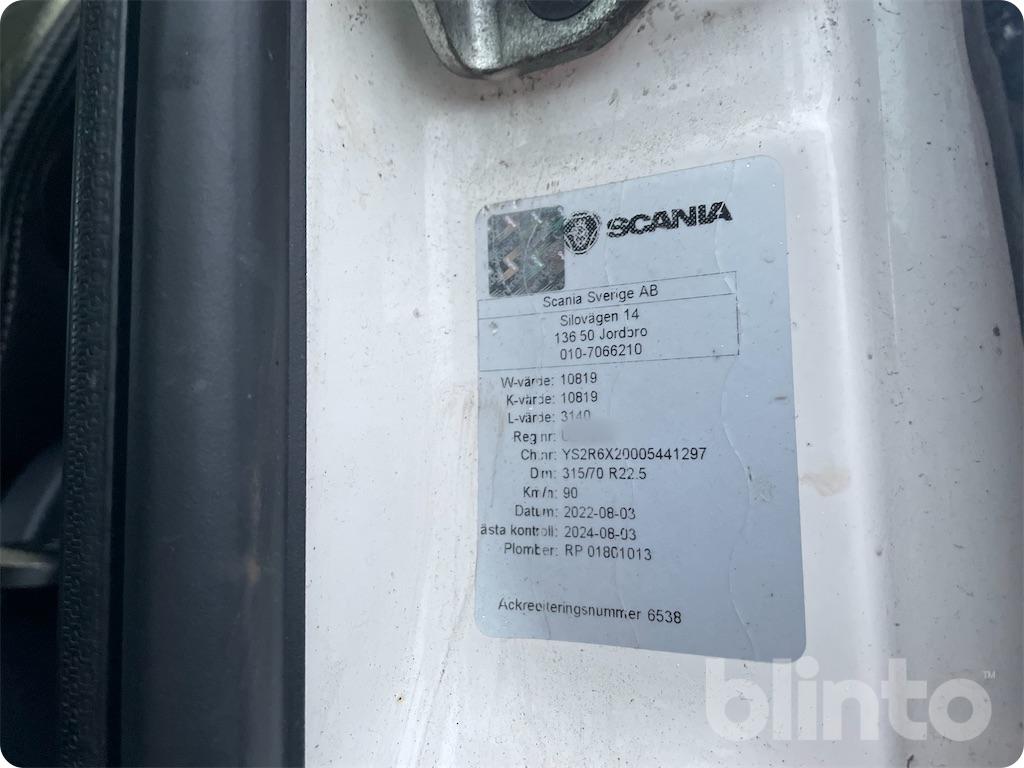 SCANIA
Scania Sverige AB
Silovägen 14
136 50 Jordbro
010-7066210
W-värde: 10819
K-värde: 10819
L-värde: 3140
Reg nr:
Ch.nr: YS2R6X20005441297
Dim: 315/70 R22.5
Km/h: 90
Datum: 2022-08-03
ästa kontroll: 2024-08-03
Plomber: RP 01801013
Ackrediteringsnummer 6538
blinto™